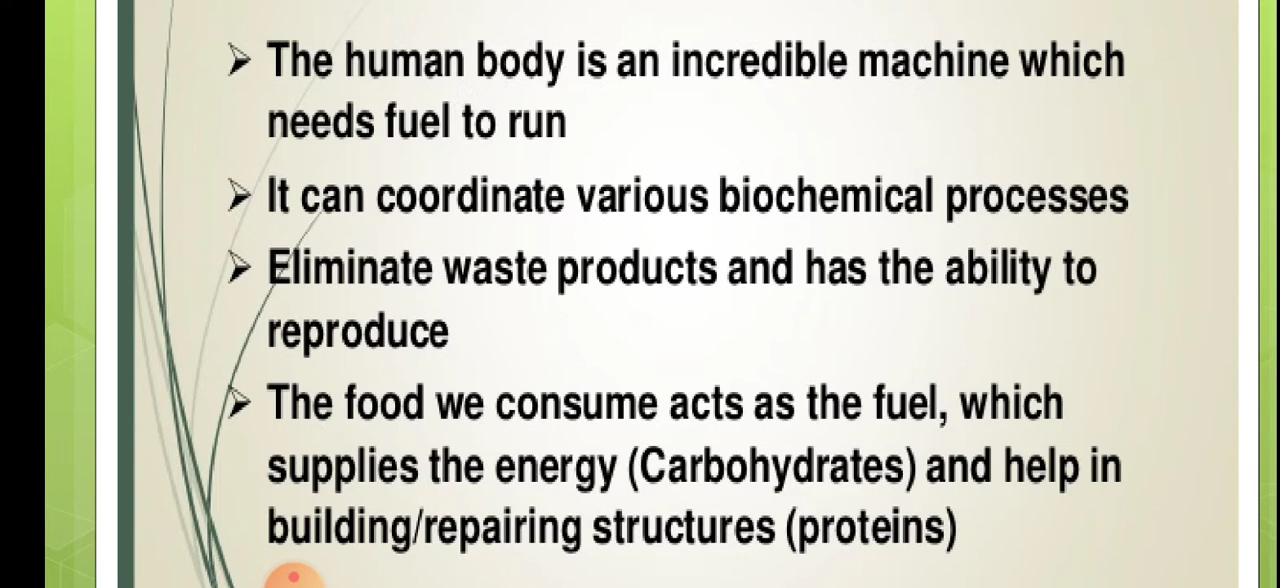 ➢ The human body is an incredible machine which
needs fuel to run
➢ It can coordinate various biochemical processes
➢ Eliminate waste products and has the ability to
reproduce
➢ The food we consume acts as the fuel, which
supplies the energy (Carbohydrates) and help in
building/repairing structures (proteins)